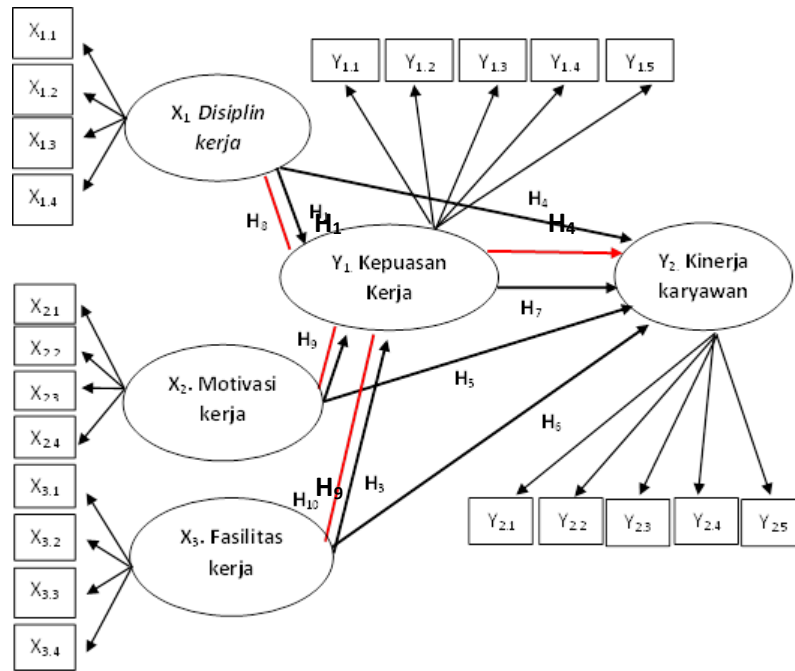 X1.1
X1.2
X1.3
X1.4
X1. Disiplin
kerja
Y1.1
Y1.2
Y1.3
Y1.4
Y1.5
H8
H1
H4
H4
Y1. Kepuasan
Kerja
Y2. Kinerja
karyawan
H7
X2.1
X2.2
X2.3
X2.4
X2. Motivasi
kerja
H9
H5
H6
X3.1
X3.2
X3.3
X3.4
X3. Fasilitas
kerja
H10
H9
H3
Y2.1
Y2.2
Y2.3
Y2.4
Y2.5